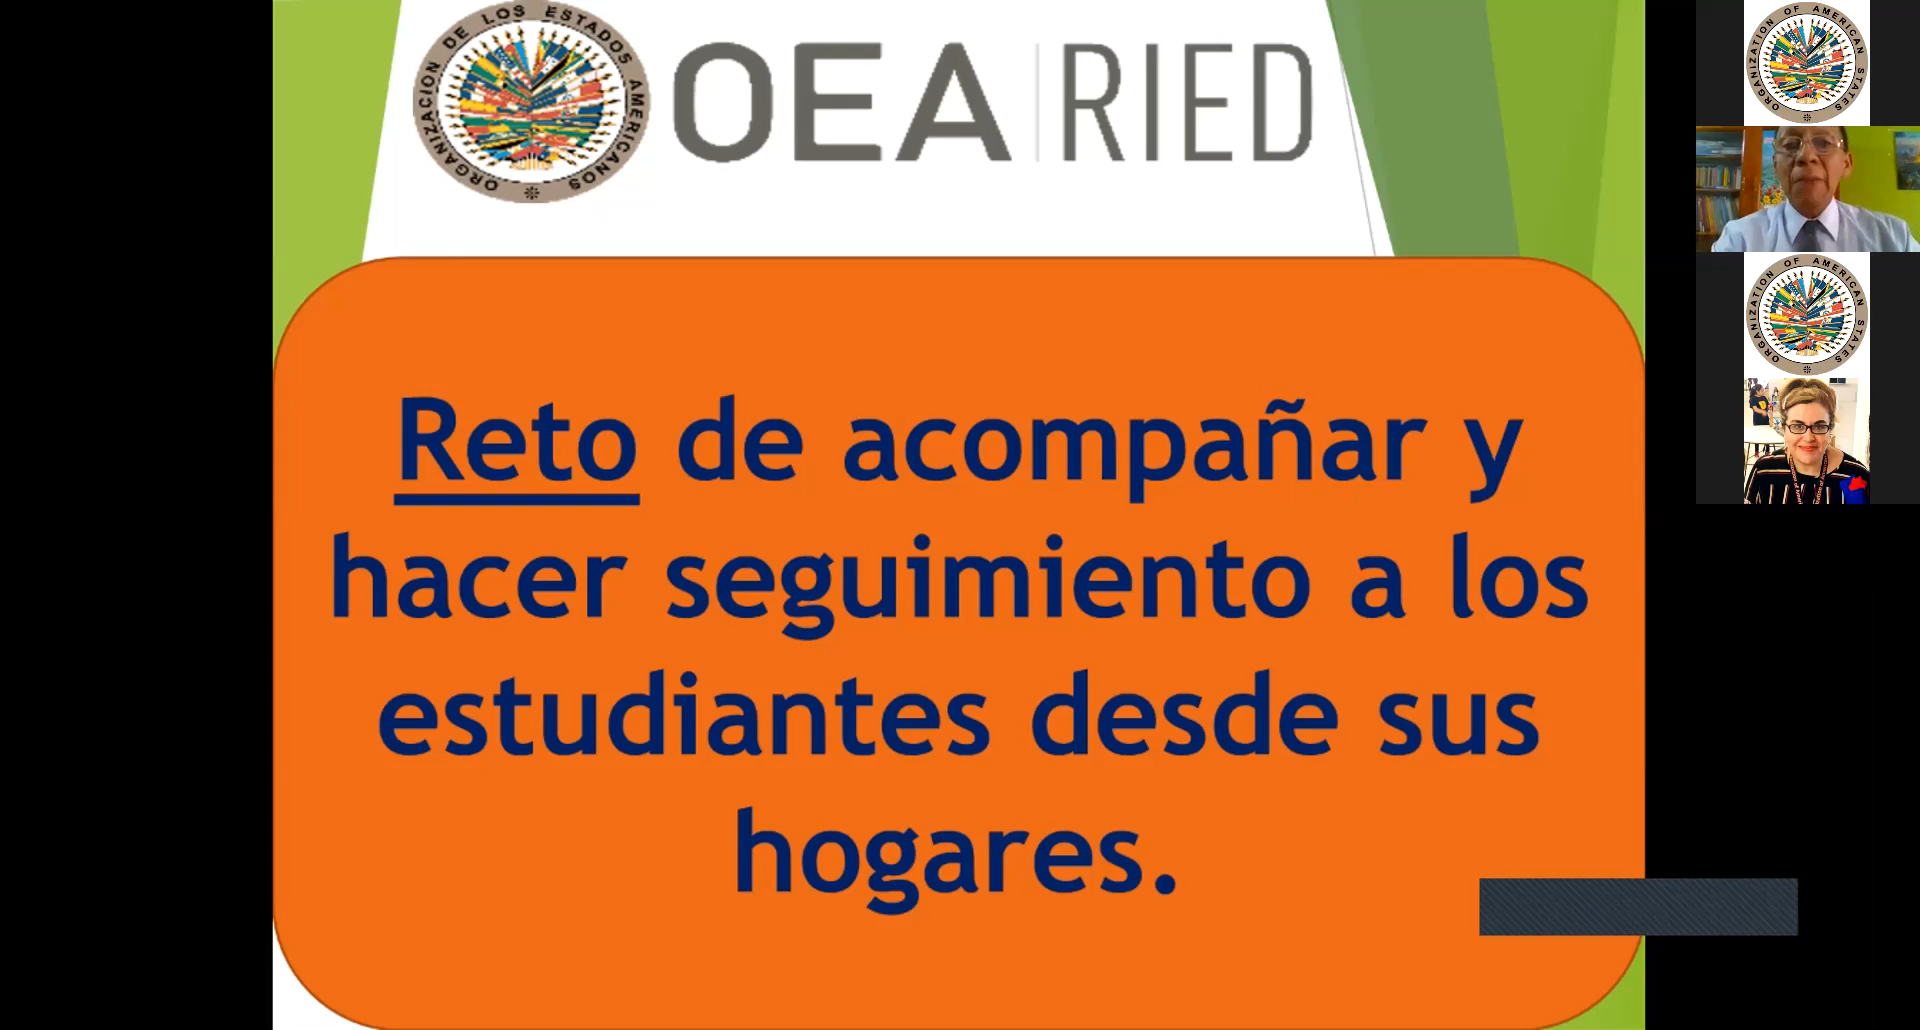 ORGANIZACION DE LOS ESTADOS AMERICANOS
OEA RIED
Reto de acompañar y
hacer seguimiento a los
estudiantes desde sus
hogares.
ORGANIZATION OF AMERICAN STATES
ORGANIZATION OF AMERICAN STATES